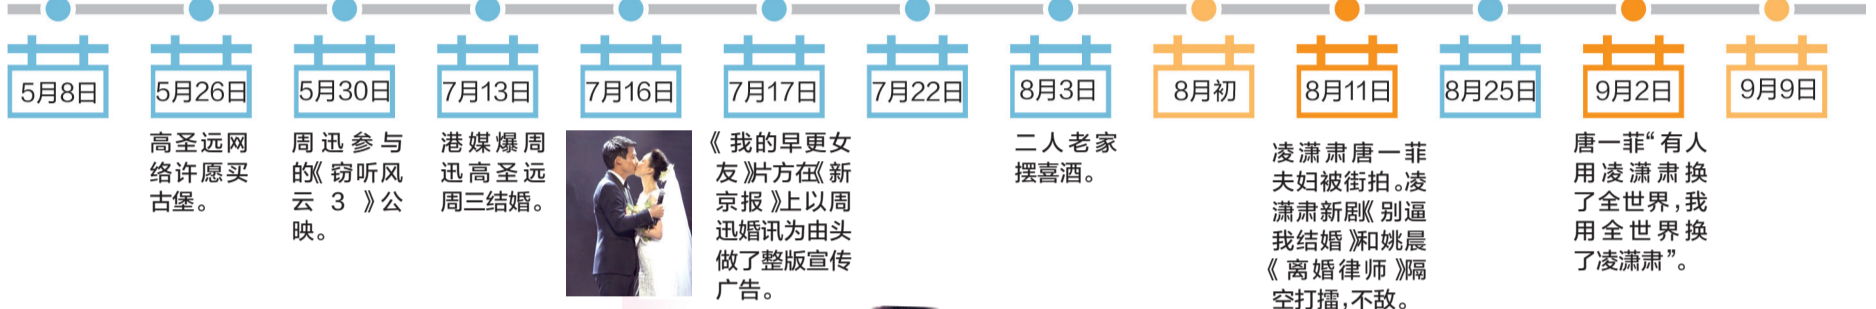 5月8日
5月26日
5月30日
7月13日
7月16日
7月17日
7月22日
8月3日
8月初
8月11日
8月25日
9月2日
9月9日
高圣远网
络许愿买
古堡。
周迅参与
的《窃听风
云3》公
映。
港媒爆周
迅高圣远
周三结婚。
《我的早更女
友》片方在《新
京报》上以周
迅婚讯为由头
做了整版宣传
广告。
二人老家
摆喜酒。
凌潇肃唐一菲
夫妇被街拍。凌
潇肃新剧《别逼
我结婚》和姚晨
《离婚律师》隔
空打擂,不敌。
唐一菲“有人
用凌潇肃换
了全世界,我
用全世界换
了凌潇肃”。